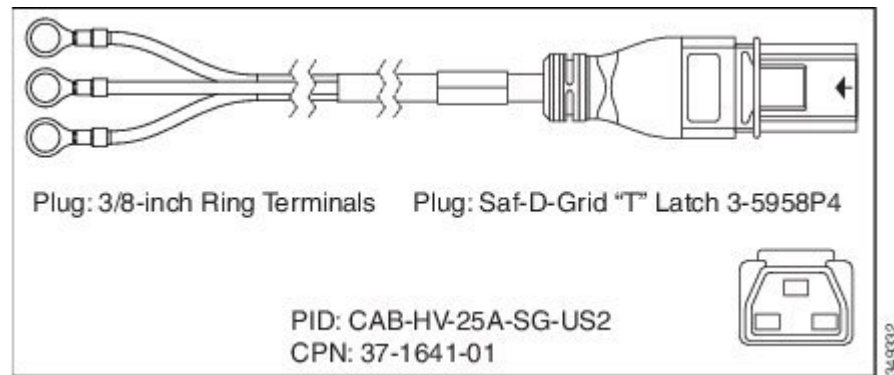 Plug: 3/8-inch Ring Terminals
Plug: Saf-D-Grid “T” Latch 3-5958P4
PID: CAB-HV-25A-SG-US2
CPN: 37-1641-01
349332